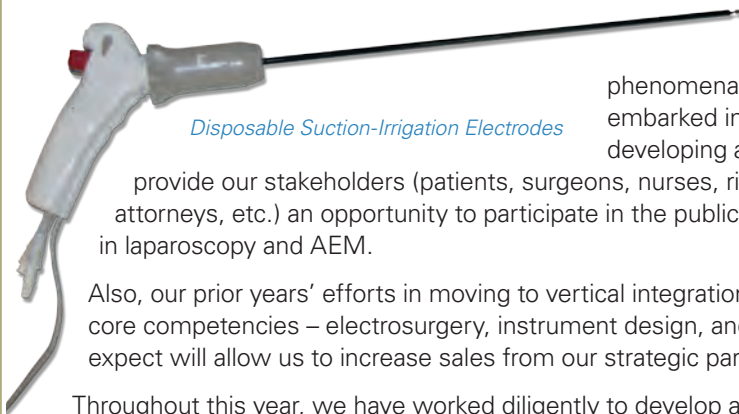 phenomena
Disposable Suction-Irrigation Electrodes
embarked in
developing a
provide our stakeholders (patients, surgeons, nurses, ri
attorneys, etc.) an opportunity to participate in the public
in laparoscopy and AEM.
Also, our prior years' efforts in moving to vertical integration
core competencies – electrosurgery, instrument design, and
expect will allow us to increase sales from our strategic par
Throughout this year, we have worked diligently to develop a